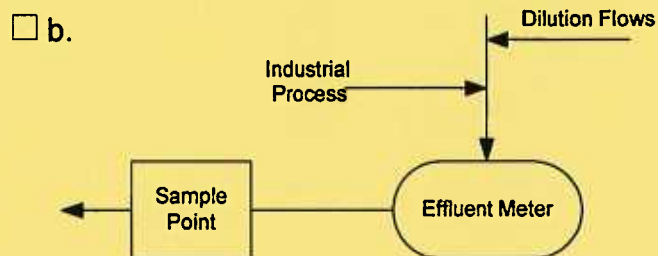 b.
Dilution Flows
Industrial
Process
Sample
Point
Effluent Meter